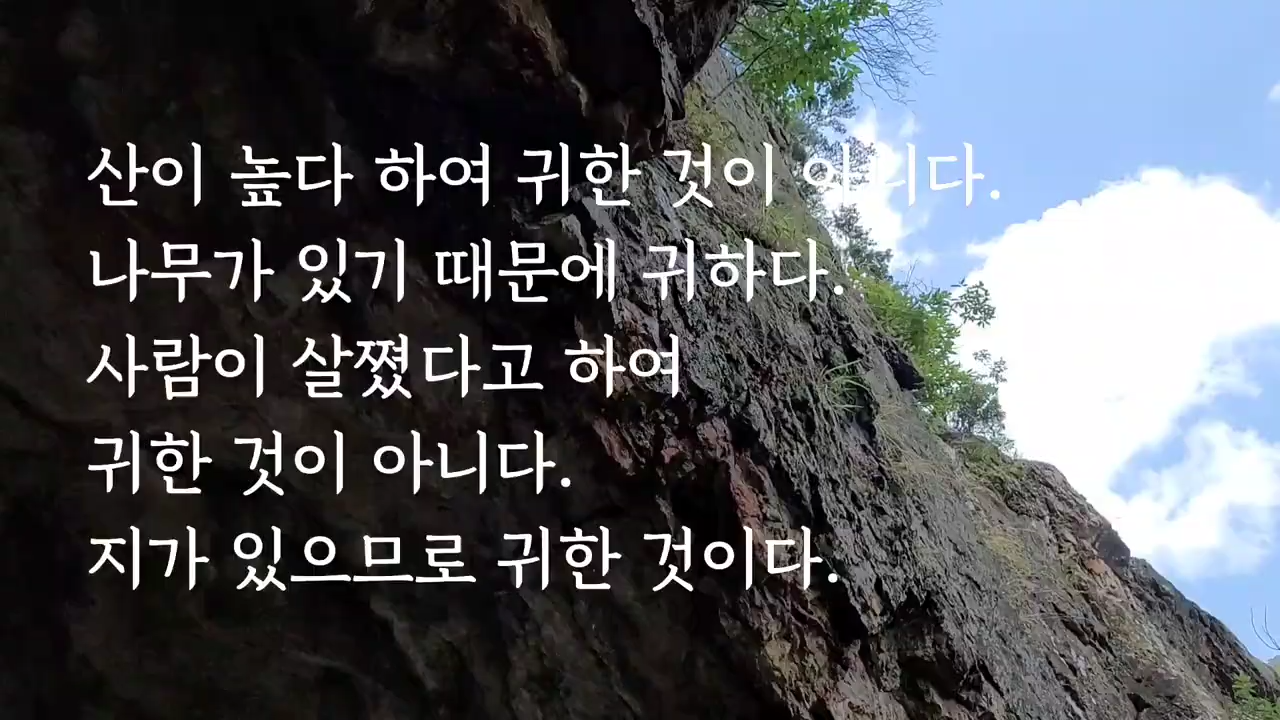 산이 높다 하여 귀한 것이 아니다.
나무가 있기 때문에 귀하다.
사람이 살쪘다고 하여
귀한 것이 아니다.
지가 있으므로 귀한 것이다.